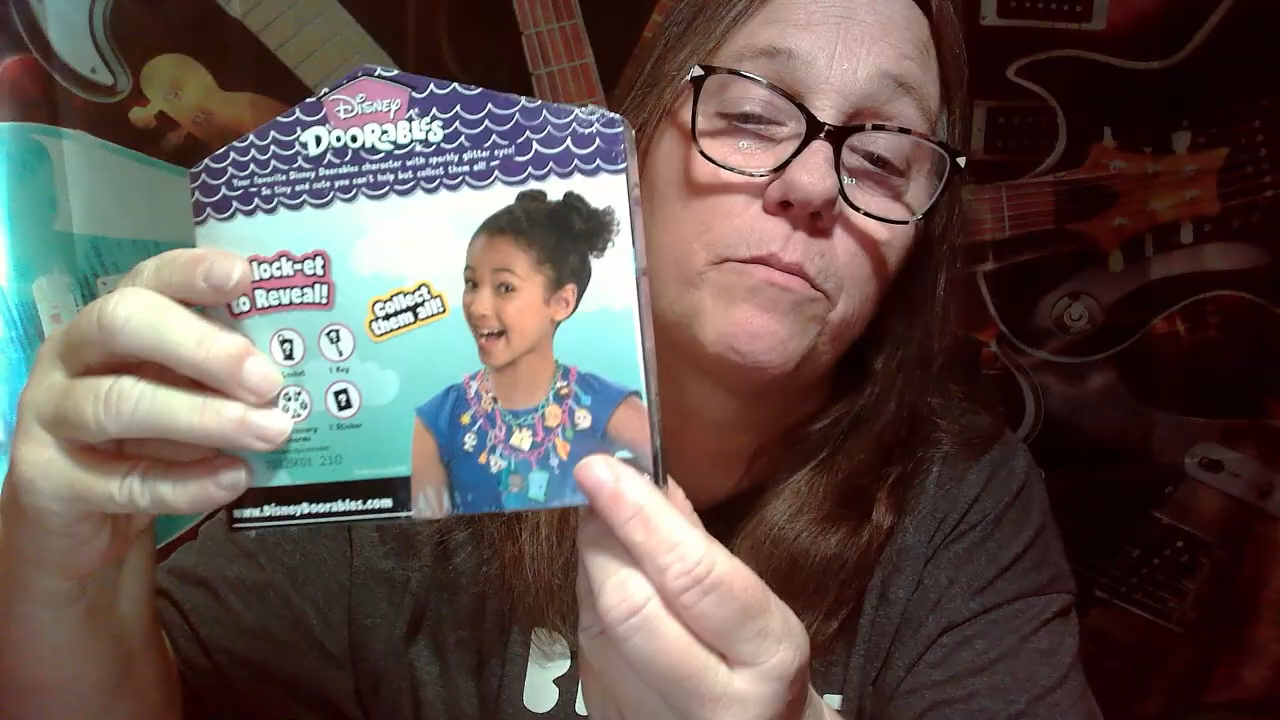 Disney
Doorables
Your favorite Disney Doorables character with sparkly glitter eyes!
So tiny and cute you can't help but collect them all!
lock-et
to Reveal!
Collect
them all!
1 Key
1 Sticker
210
www.DisneyDoorables.com